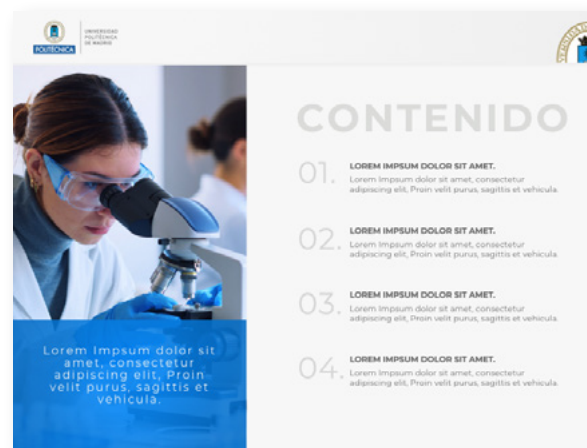 POLITÉCNICA
UNIVERSIDAD
POLITÉCNICA
DE MADRID
CONTENIDO
01.
LOREM IMPSUM DOLOR SIT AMET.
Lorem Impsum dolor sit amet, consectetur
adipiscing elit, Proin velit purus, sagittis et vehicula.
02.
LOREM IMPSUM DOLOR SIT AMET.
Lorem Impsum dolor sit amet, consectetur
adipiscing elit, Proin velit purus, sagittis et vehicula.
03.
LOREM IMPSUM DOLOR SIT AMET.
Lorem Impsum dolor sit amet, consectetur
adipiscing elit, Proin velit purus, sagittis et vehicula.
04.
LOREM IMPSUM DOLOR SIT AMET.
Lorem Impsum dolor sit amet, consectetur
adipiscing elit, Proin velit purus, sagittis et vehicula.
Lorem Impsum dolor sit
amet, consectetur
adipiscing elit, Proin
velit purus, sagittis et
vehicula.